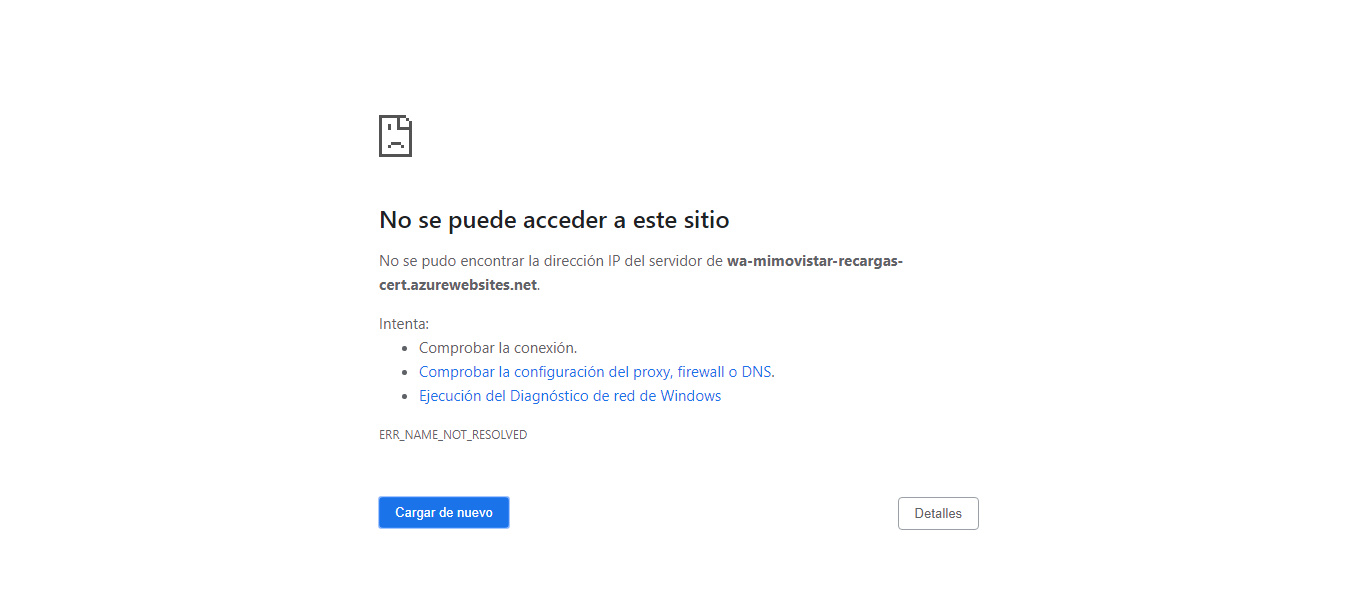 No se puede acceder a este sitio
No se pudo encontrar la dirección IP del servidor de wa-mimovistar-recargas-
cert.azurewebsites.net.
Intenta:
• Comprobar la conexión.
• Comprobar la configuración del proxy, firewall o DNS.
• Ejecución del Diagnóstico de red de Windows
ERR_NAME_NOT_RESOLVED
Cargar de nuevo
Detalles